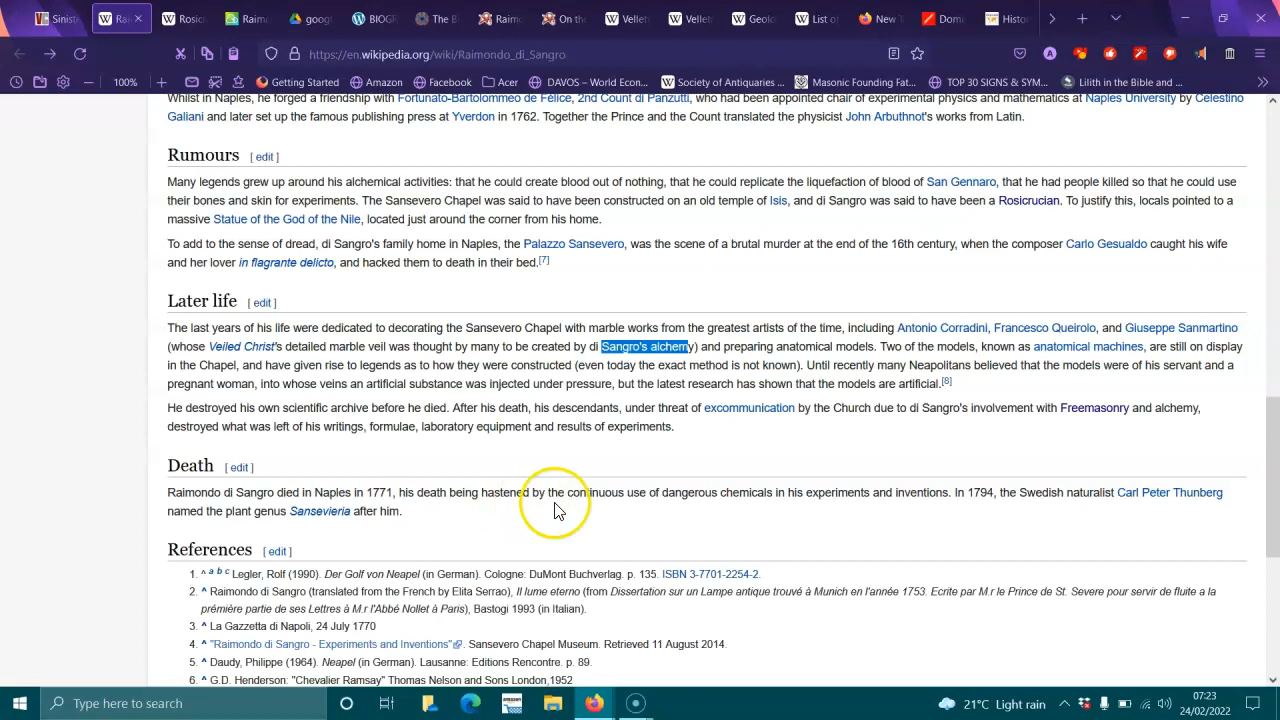 Sinist
Rai
Rosic
Raimo
googl
BIOGR
The B
Raimo
On the
Vellet
Vellet
Geolo
List of
New T
Domi
Histor
https://en.wikipedia.org/wiki/Raimondo_di_Sangro
100%
Getting Started
Amazon
Facebook
Acer
DAVOS – World Econ...
Society of Antiquaries ...
Masonic Founding Fat...
TOP 30 SIGNS & SYM...
Lilith in the Bible and ...
Whilst in Naples, he forged a friendship with Fortunato-Bartolommeo de Felice, 2nd Count di Panzutti, who had been appointed chair of experimental physics and mathematics at Naples University by Celestino
Galiani and later set up the famous publishing press at Yverdon in 1762. Together the Prince and the Count translated the physicist John Arbuthnot's works from Latin.
Rumours [ edit ]
Many legends grew up around his alchemical activities: that he could create blood out of nothing, that he could replicate the liquefaction of blood of San Gennaro, that he had people killed so that he could use
their bones and skin for experiments. The Sansevero Chapel was said to have been constructed on an old temple of Isis, and di Sangro was said to have been a Rosicrucian. To justify this, locals pointed to a
massive Statue of the God of the Nile, located just around the corner from his home.
To add to the sense of dread, di Sangro's family home in Naples, the Palazzo Sansevero, was the scene of a brutal murder at the end of the 16th century, when the composer Carlo Gesualdo caught his wife
and her lover in flagrante delicto, and hacked them to death in their bed.[7]
Later life [ edit ]
The last years of his life were dedicated to decorating the Sansevero Chapel with marble works from the greatest artists of the time, including Antonio Corradini, Francesco Queirolo, and Giuseppe Sanmartino
(whose Veiled Christ's detailed marble veil was thought by many to be created by di Sangro's alchemy) and preparing anatomical models. Two of the models, known as anatomical machines, are still on display
in the Chapel, and have given rise to legends as to how they were constructed (even today the exact method is not known). Until recently many Neapolitans believed that the models were of his servant and a
pregnant woman, into whose veins an artificial substance was injected under pressure, but the latest research has shown that the models are artificial.[8]
He destroyed his own scientific archive before he died. After his death, his descendants, under threat of excommunication by the Church due to di Sangro's involvement with Freemasonry and alchemy,
destroyed what was left of his writings, formulae, laboratory equipment and results of experiments.
Death [ edit ]
Raimondo di Sangro died in Naples in 1771, his death being hastened by the continuous use of dangerous chemicals in his experiments and inventions. In 1794, the Swedish naturalist Carl Peter Thunberg
named the plant genus Sansevieria after him.
References [ edit ]
1. ^ a b c Legler, Rolf (1990). Der Golf von Neapel (in German). Cologne: DuMont Buchverlag. p. 135. ISBN 3-7701-2254-2.
2. ^ Raimondo di Sangro (translated from the French by Elita Serrao), Il lume eterno (from Dissertation sur un Lampe antique trouvé à Munich en l'année 1753. Ecrite par M.r le Prince de St. Severe pour servir de fluite a la
prémière partie de ses Lettres à M.r l'Abbé Nollet à Paris), Bastogi 1993 (in Italian).
3. ^ La Gazzetta di Napoli, 24 July 1770
4. ^ "Raimondo di Sangro - Experiments and Inventions". Sansevero Chapel Museum. Retrieved 11 August 2014.
5. ^ Daudy, Philippe (1964). Neapel (in German). Lausanne: Editions Rencontre. p. 89.
6. ^ G.D. Henderson: "Chevalier Ramsay" Thomas Nelson and Sons London,1952
Type here to search
amazon
21°C Light rain
07:23
24/02/2022